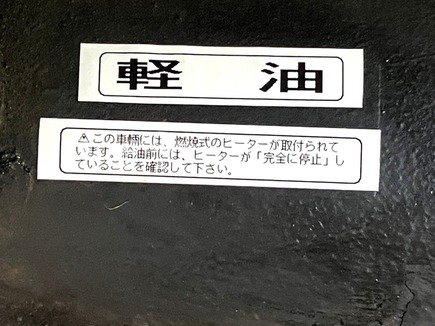 軽 油
⚠この車輛には、燃焼式のヒーターが取付られて
います。給油前には、ヒーターが「完全に停止」し
ていることを確認して下さい。